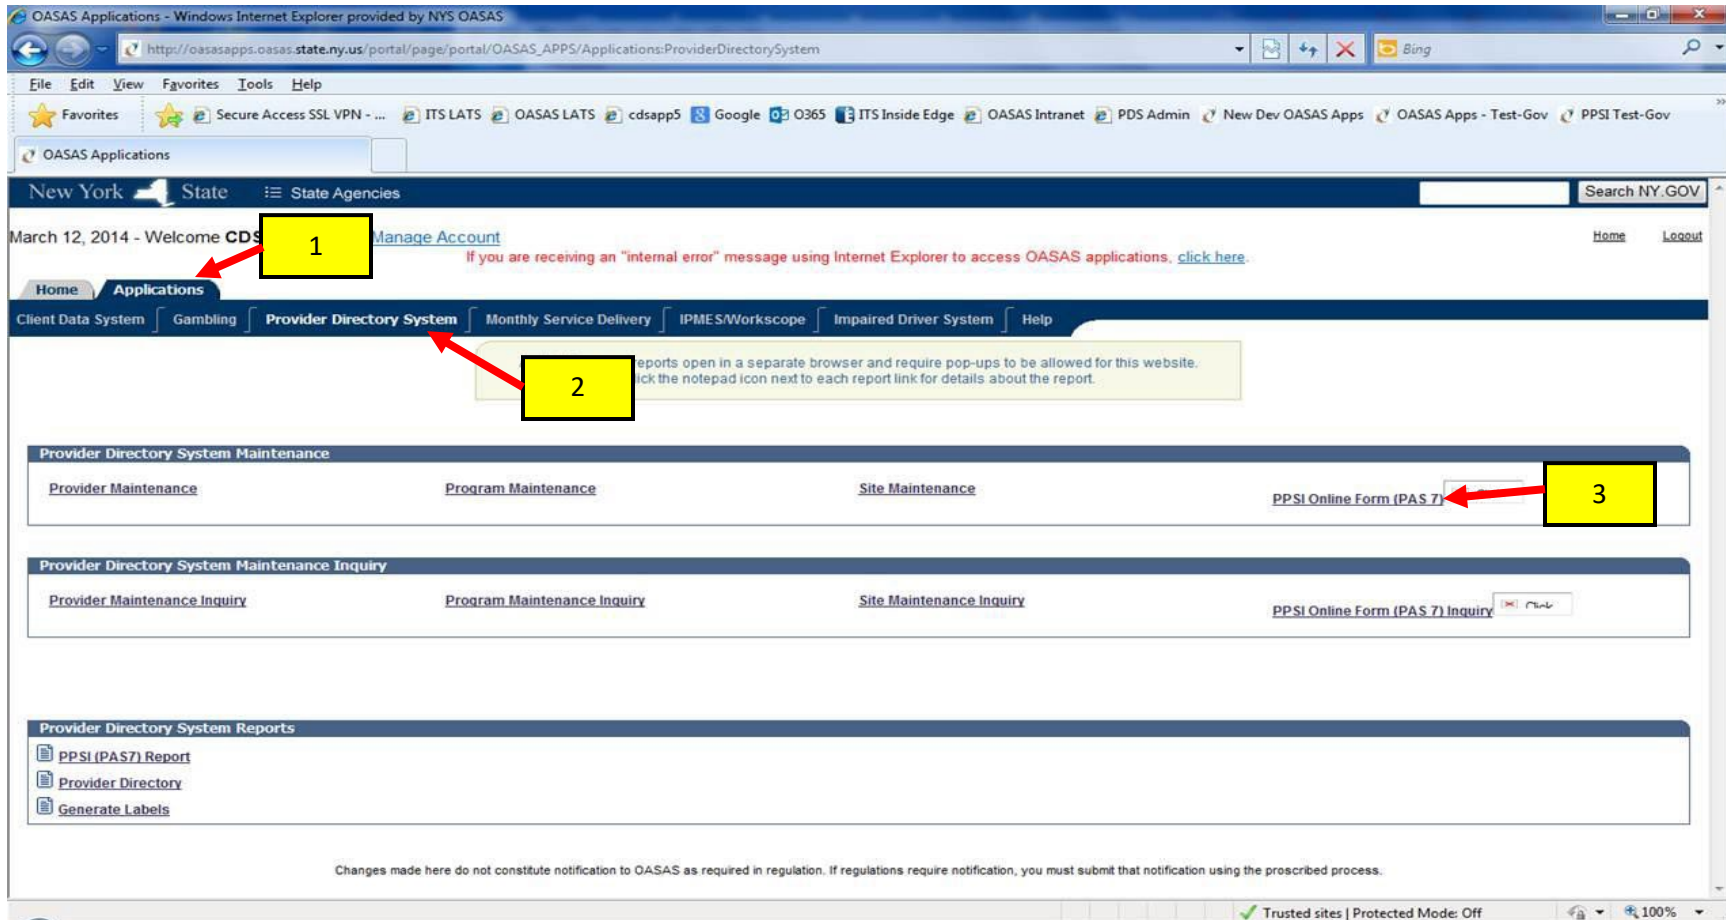 OASAS Applications - Windows Internet Explorer provided by NYS OASAS
http://oasasapps.oasas.state.ny.us/portal/page/portal/OASAS_APPS/Applications:ProviderDirectorySystem
Bing
File Edit View Favorites Tools Help
Favorites Secure Access SSL VPN - ... ITS LATS OASAS LATS cdsapp5 Google O365 ITS Inside Edge OASAS Intranet PDS Admin New Dev OASAS Apps OASAS Apps - Test-Gov PPSI Test-Gov
OASAS Applications
New York State State Agencies Search NY.GOV
March 12, 2014 - Welcome CDS 1 Manage Account Home Logout
If you are receiving an "internal error" message using Internet Explorer to access OASAS applications, click here.
Home Applications
Client Data System Gambling Provider Directory System Monthly Service Delivery IPMES/Workscope Impaired Driver System Help
reports open in a separate browser and require pop-ups to be allowed for this website.
2 lick the notepad icon next to each report link for details about the report.
Provider Directory System Maintenance
Provider Maintenance Program Maintenance Site Maintenance PPSI Online Form (PAS 7) 3
Provider Directory System Maintenance Inquiry
Provider Maintenance Inquiry Program Maintenance Inquiry Site Maintenance Inquiry PPSI Online Form (PAS 7) Inquiry Click
Provider Directory System Reports
PPSI (PAS7) Report
Provider Directory
Generate Labels
Changes made here do not constitute notification to OASAS as required in regulation. If regulations require notification, you must submit that notification using the proscribed process.
Trusted sites | Protected Mode: Off 100%